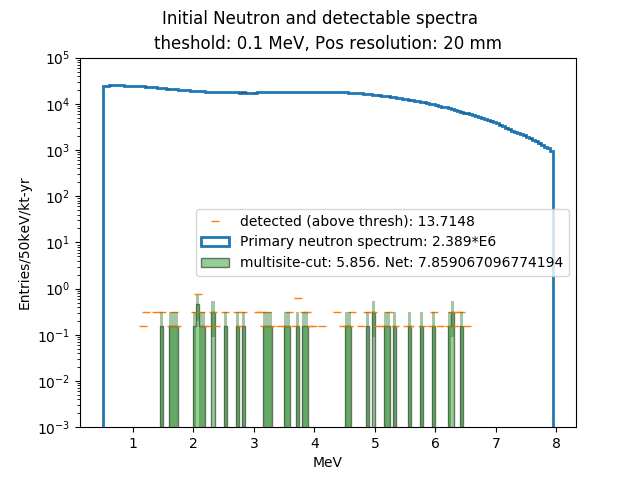 Initial Neutron and detectable spectra
theshold: 0.1 MeV, Pos resolution: 20 mm
Entries/50keV/kt-yr
10^5
10^4
10^3
10^2
10^1
10^0
10^-1
10^-2
10^-3
detected (above thresh): 13.7148
Primary neutron spectrum: 2.389*E6
multisite-cut: 5.856. Net: 7.859067096774194
1 2 3 4 5 6 7 8
MeV